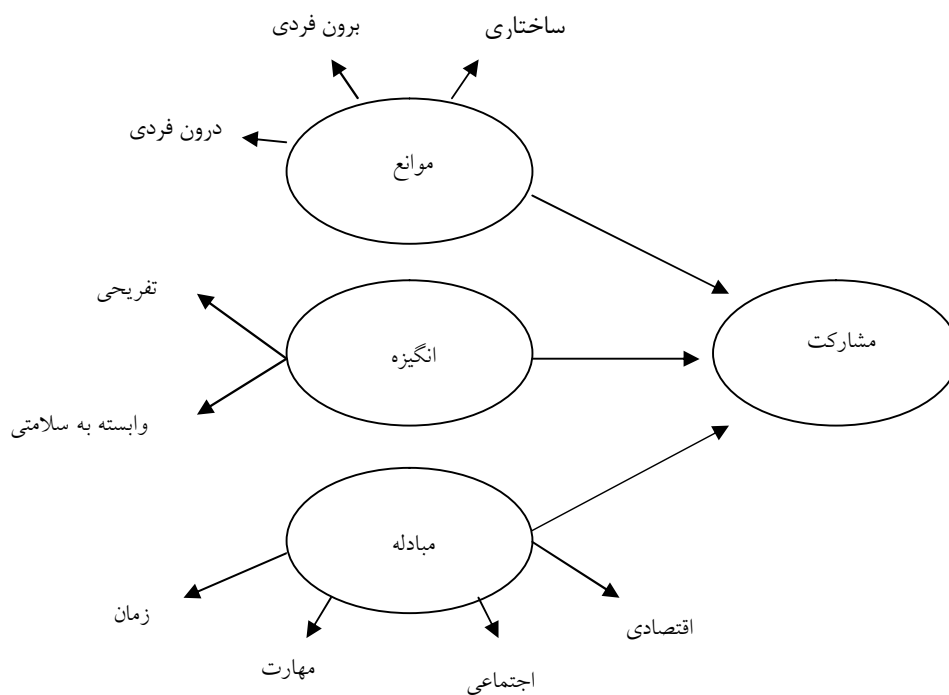 ساختاری
برون فردی
درون فردی
موانع
تفریحی
انگیزه
مشارکت
وابسته به سلامتی
مبادله
زمان
اقتصادی
مهارت
اجتماعی